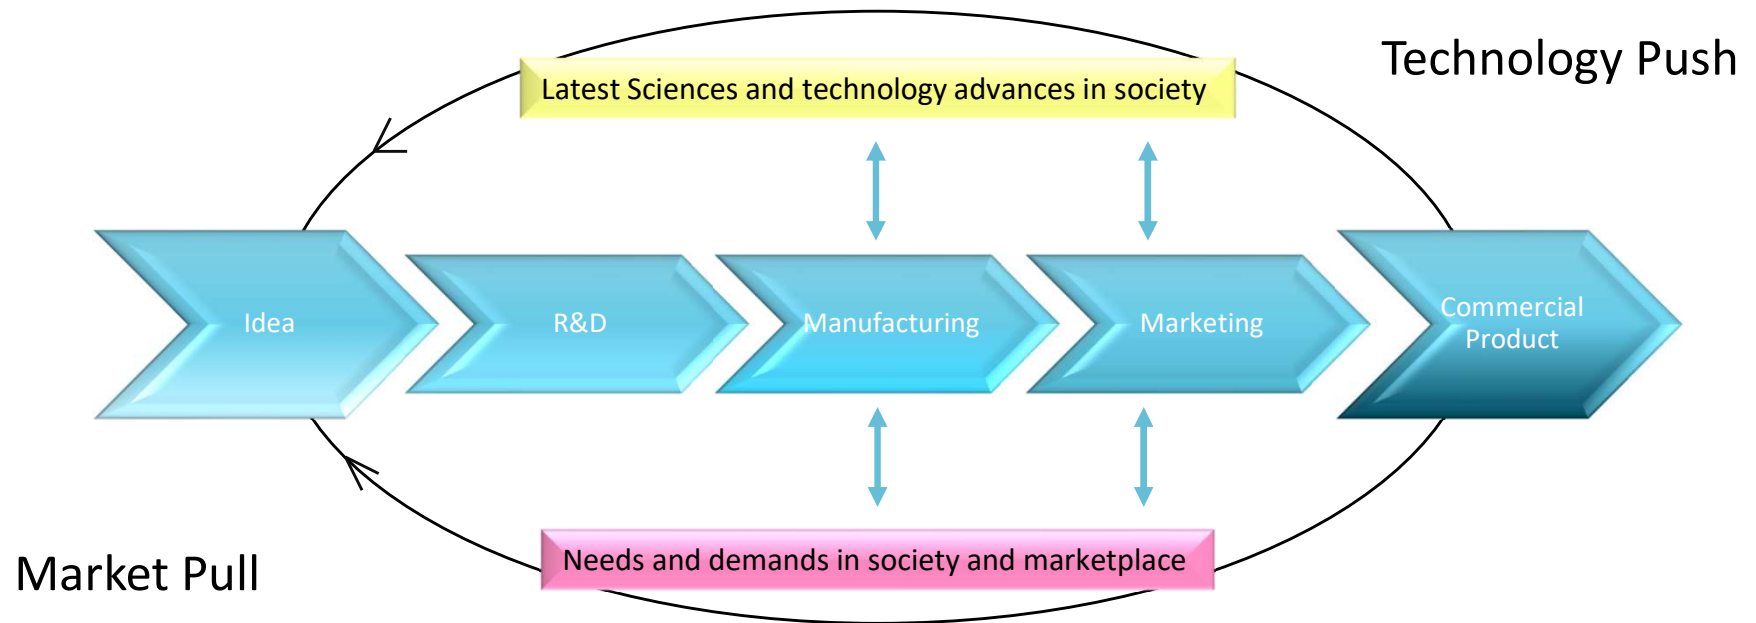 Technology Push
Latest Sciences and technology advances in society
Idea
R&D
Manufacturing
Marketing
Commercial
Product
Needs and demands in society and marketplace
Market Pull